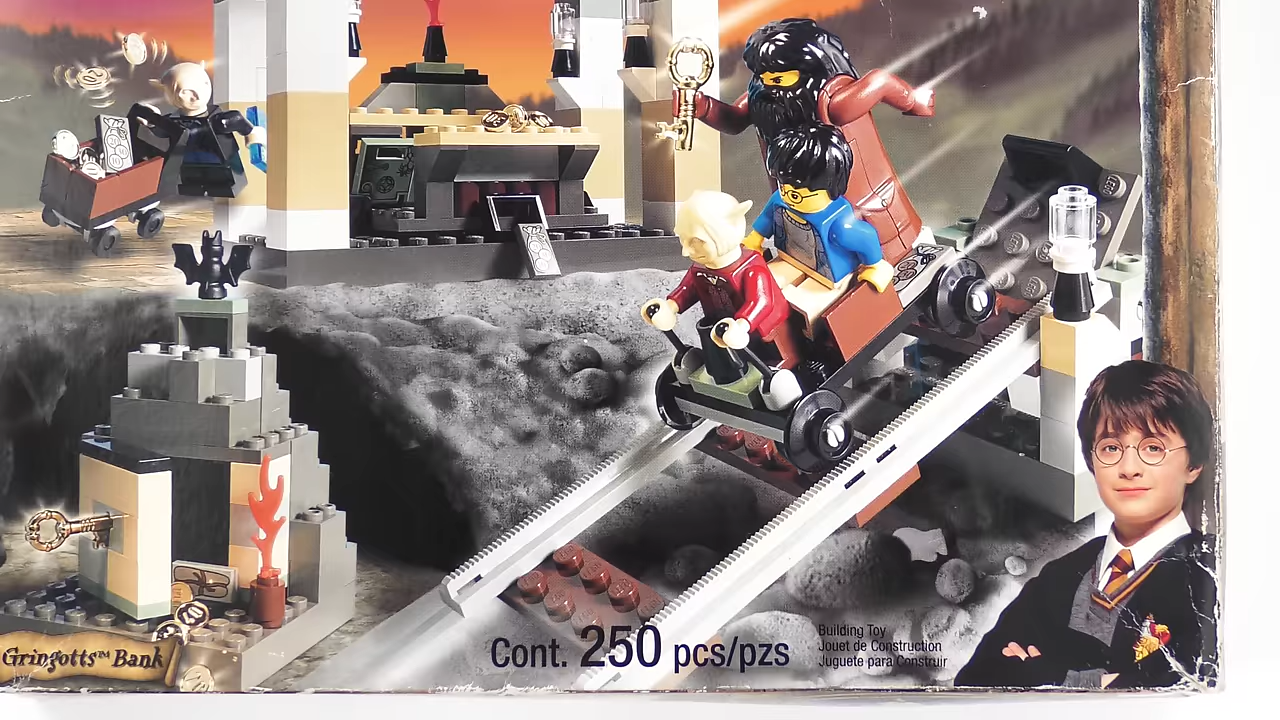 Gringotts™ Bank
Cont. 250 pcs/pzs
Building Toy
Jouet de Construction
Juguete para Construir